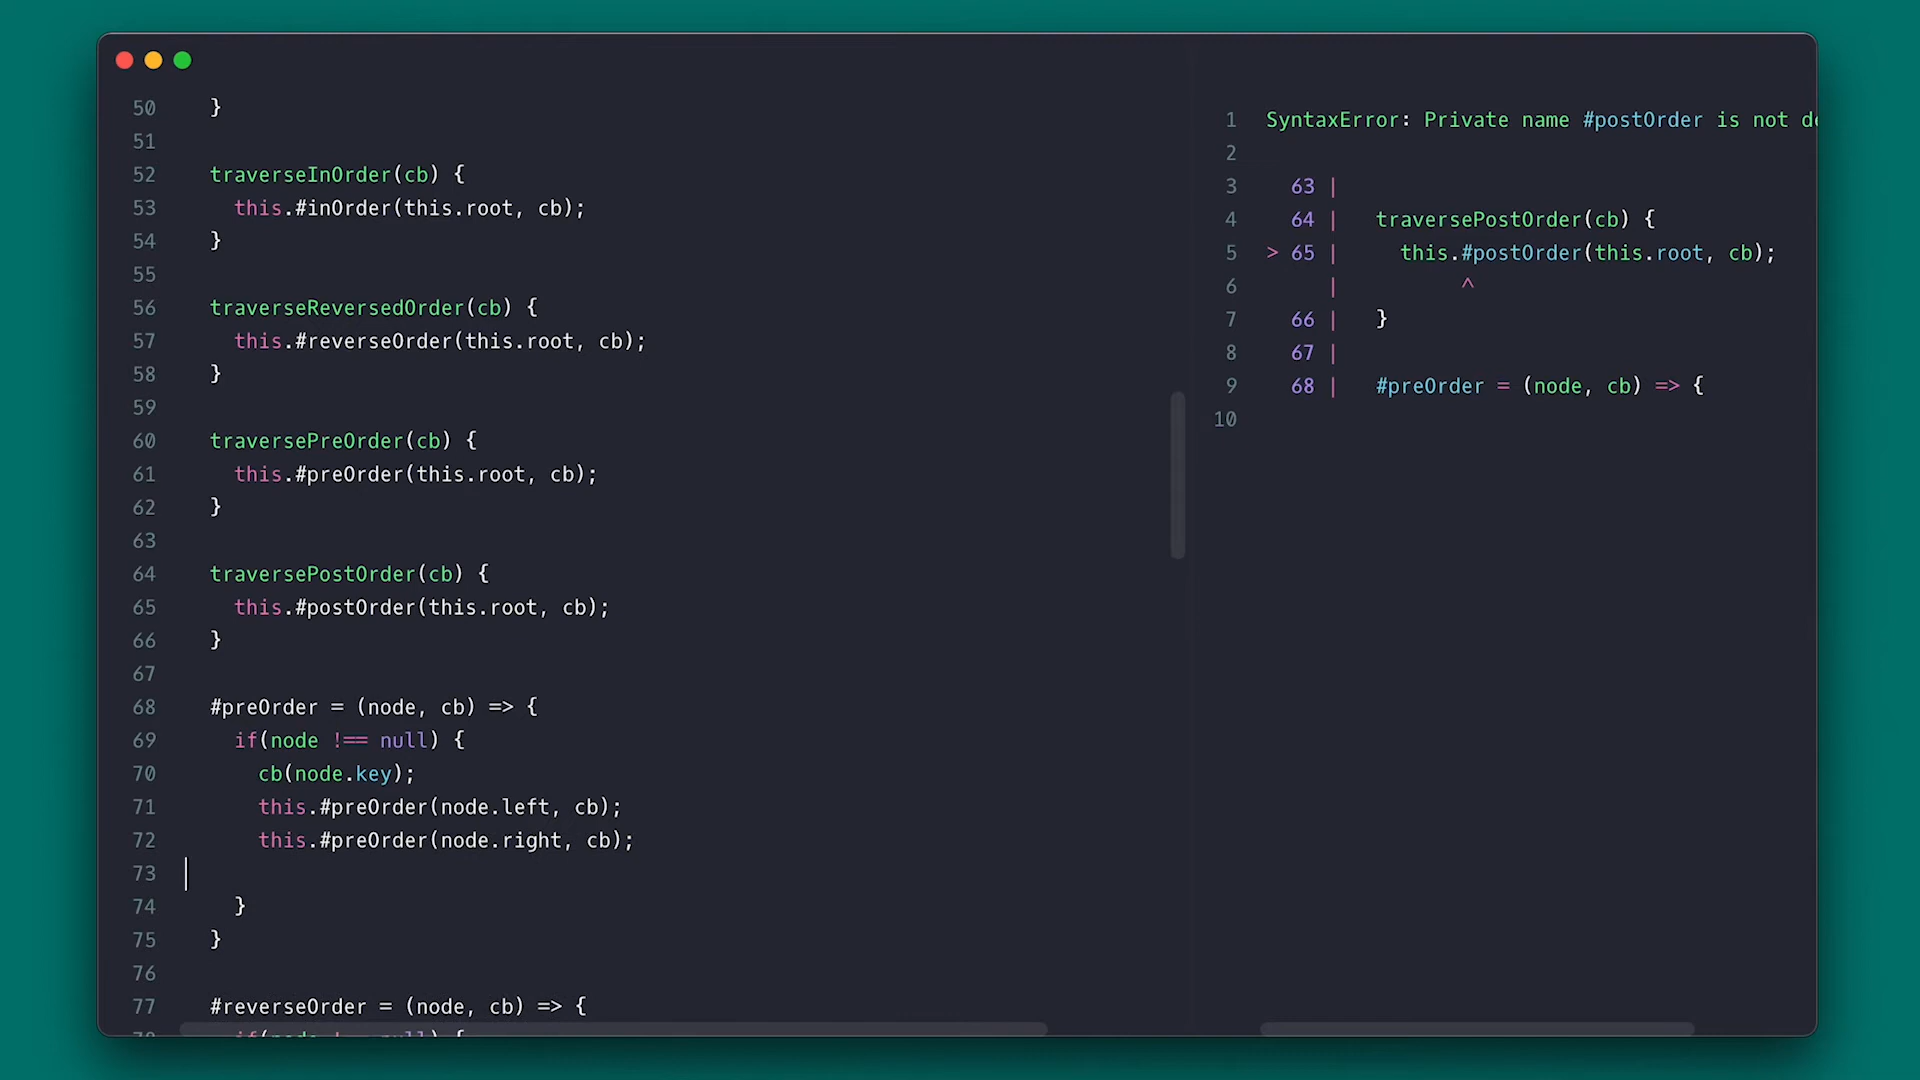 50 }
51
52 traverseInOrder(cb) {
53 this.#inOrder(this.root, cb);
54 }
55
56 traverseReversedOrder(cb) {
57 this.#reverseOrder(this.root, cb);
58 }
59
60 traversePreOrder(cb) {
61 this.#preOrder(this.root, cb);
62 }
63
64 traversePostOrder(cb) {
65 this.#postOrder(this.root, cb);
66 }
67
68 #preOrder = (node, cb) => {
69 if(node !== null) {
70 cb(node.key);
71 this.#preOrder(node.left, cb);
72 this.#preOrder(node.right, cb);
73
74 }
75 }
76
77 #reverseOrder = (node, cb) => {
1 SyntaxError: Private name #postOrder is not
2
3 63 |
4 64 | traversePostOrder(cb) {
5 > 65 | this.#postOrder(this.root, cb);
6 | ^
7 66 | }
8 67 |
9 68 | #preOrder = (node, cb) => {
10